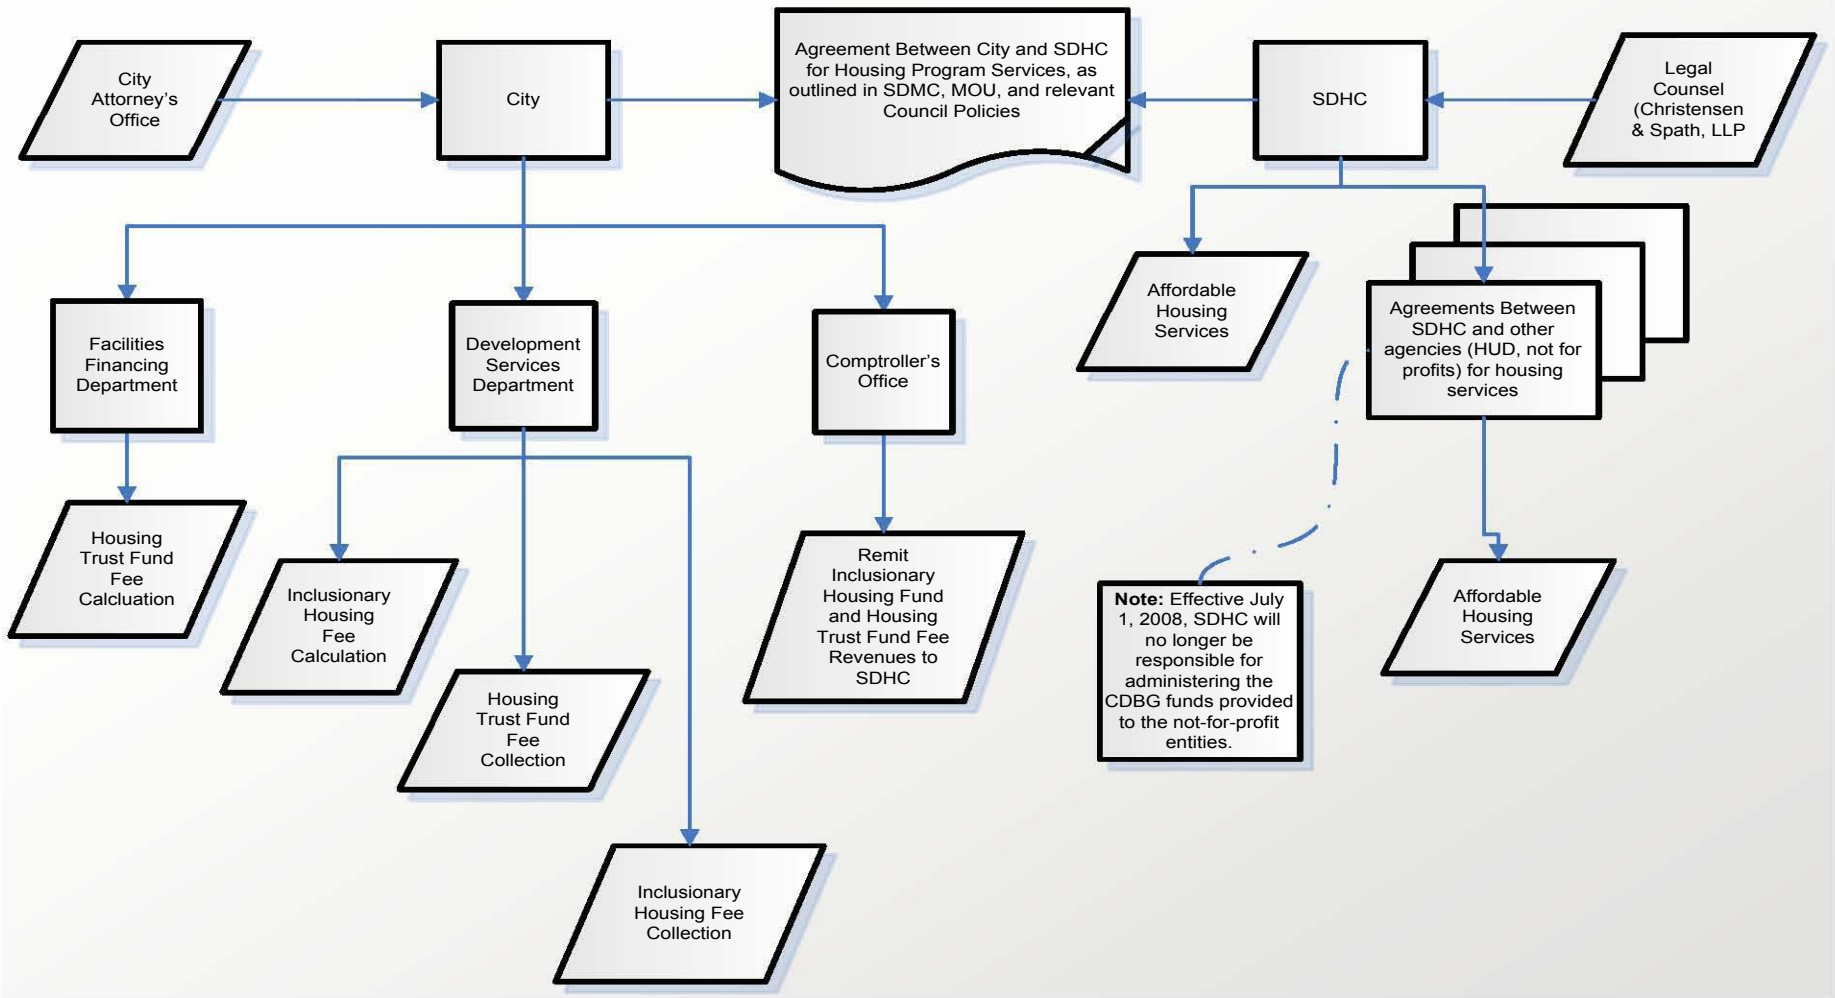 City
Attorney's
Office
City
Agreement Between City and SDHC
for Housing Program Services, as
outlined in SDMC, MOU, and relevant
Council Policies
SDHC
Legal
Counsel
(Christensen
& Spath, LLP
Facilities
Financing
Department
Development
Services
Department
Comptroller's
Office
Affordable
Housing
Services
Agreements Between
SDHC and other
agencies (HUD, not for
profits) for housing
services
Housing
Trust Fund
Fee
Calcluation
Inclusionary
Housing
Fee
Calculation
Housing
Trust Fund
Fee
Collection
Inclusionary
Housing Fee
Collection
Remit
Inclusionary
Housing Fund
and Housing
Trust Fund Fee
Revenues to
SDHC
Note: Effective July
1, 2008, SDHC will
no longer be
responsible for
administering the
CDBG funds provided
to the not-for-profit
entities.
Affordable
Housing
Services